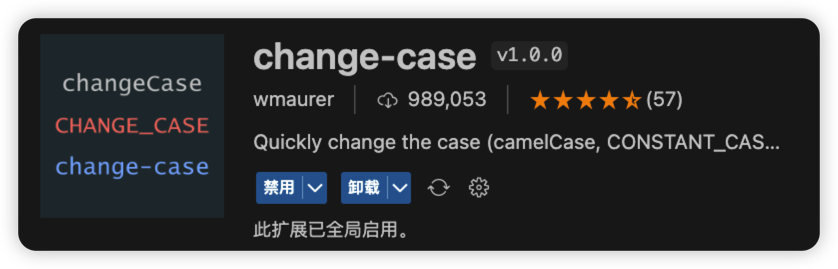 changeCase
CHANGE_CASE
change-case
change-case v1.0.0
wmaurer 989,053 (57)
Quickly change the case (camelCase, CONSTANT_CAS...
禁用 卸载
此扩展已全局启用。